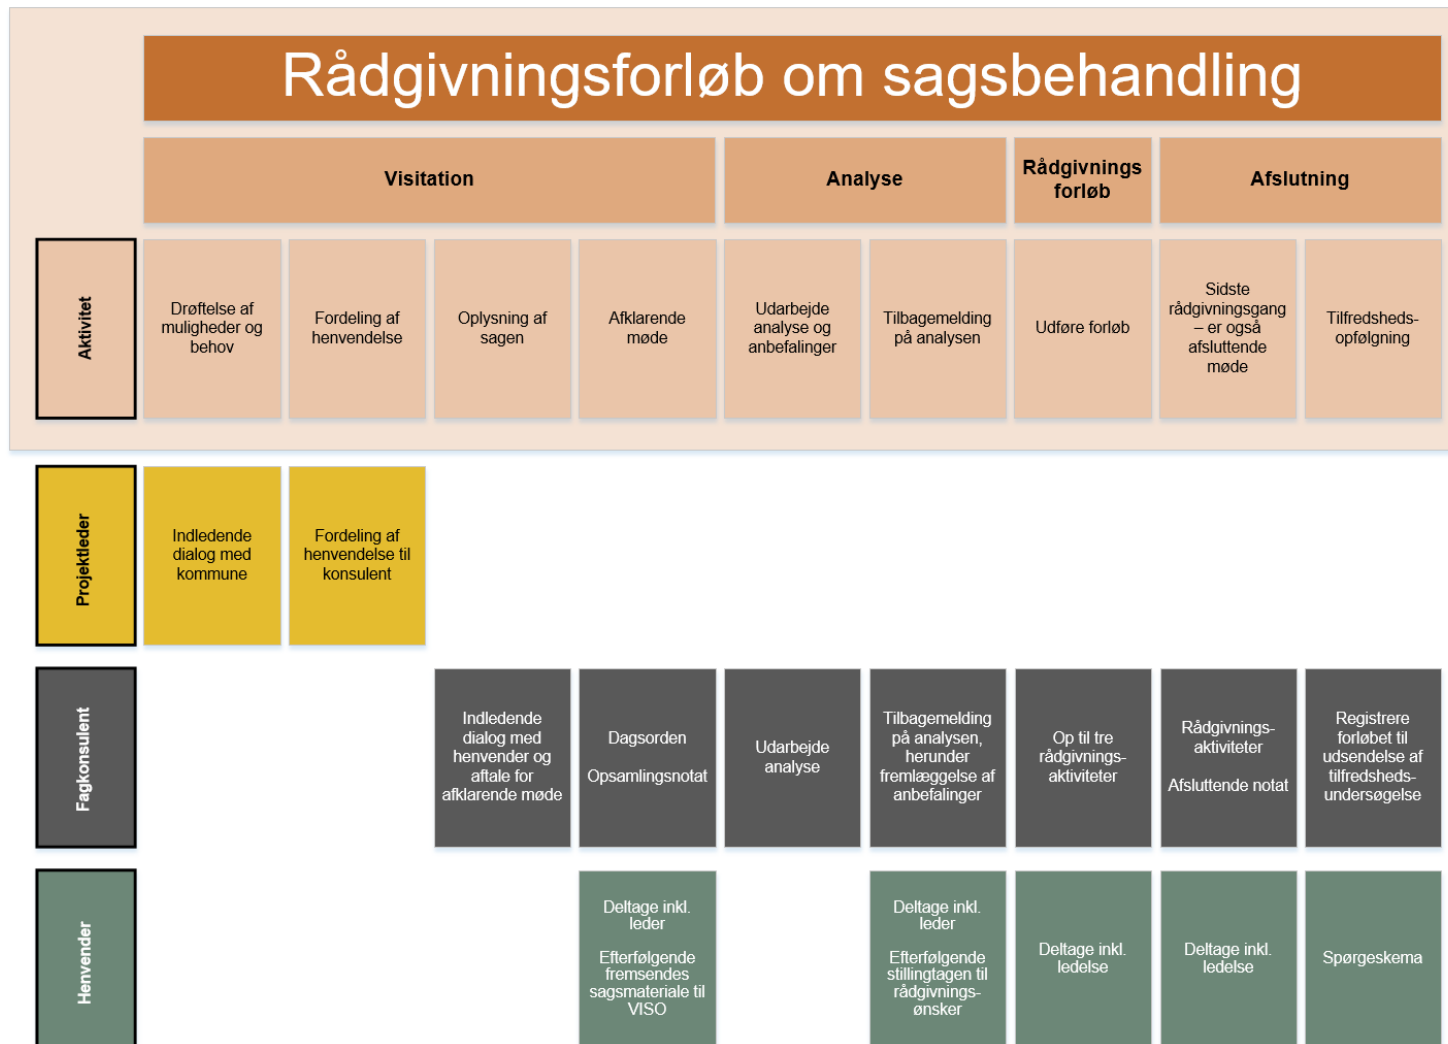 Rådgivningsforløb om sagsbehandling
Visitation
Analyse
Rådgivnings
forløb
Afslutning
Aktivitet
Drøftelse af
muligheder og
behov
Fordeling af
henvendelse
Oplysning af
sagen
Afklarende
møde
Udarbejde
analyse og
anbefalinger
Tilbagemelding
på analysen
Udføre forløb
Sidste
rådgivningsgang
– er også
afsluttende
møde
Tilfredsheds-
opfølgning
Projektleder
Indledende
dialog med
kommune
Fordeling af
henvendelse til
konsulent
Fagkonsulent
Indledende
dialog med
henvender og
aftale for
afklarende møde
Dagsorden
Opsamlingsnotat
Udarbejde
analyse
Tilbagemelding
på analysen,
herunder
fremlæggelse af
anbefalinger
Op til tre
rådgivnings-
aktiviteter
Rådgivnings-
aktiviteter
Afsluttende notat
Registrere
forløbet til
udsendelse af
tilfredsheds-
undersøgelse
Henvender
Deltage inkl.
leder
Efterfølgende
fremsendes
sagsmateriale til
VISO
Deltage inkl.
leder
Efterfølgende
stillingtagen til
rådgivnings-
ønsker
Deltage inkl.
ledelse
Deltage inkl.
ledelse
Spørgeskema